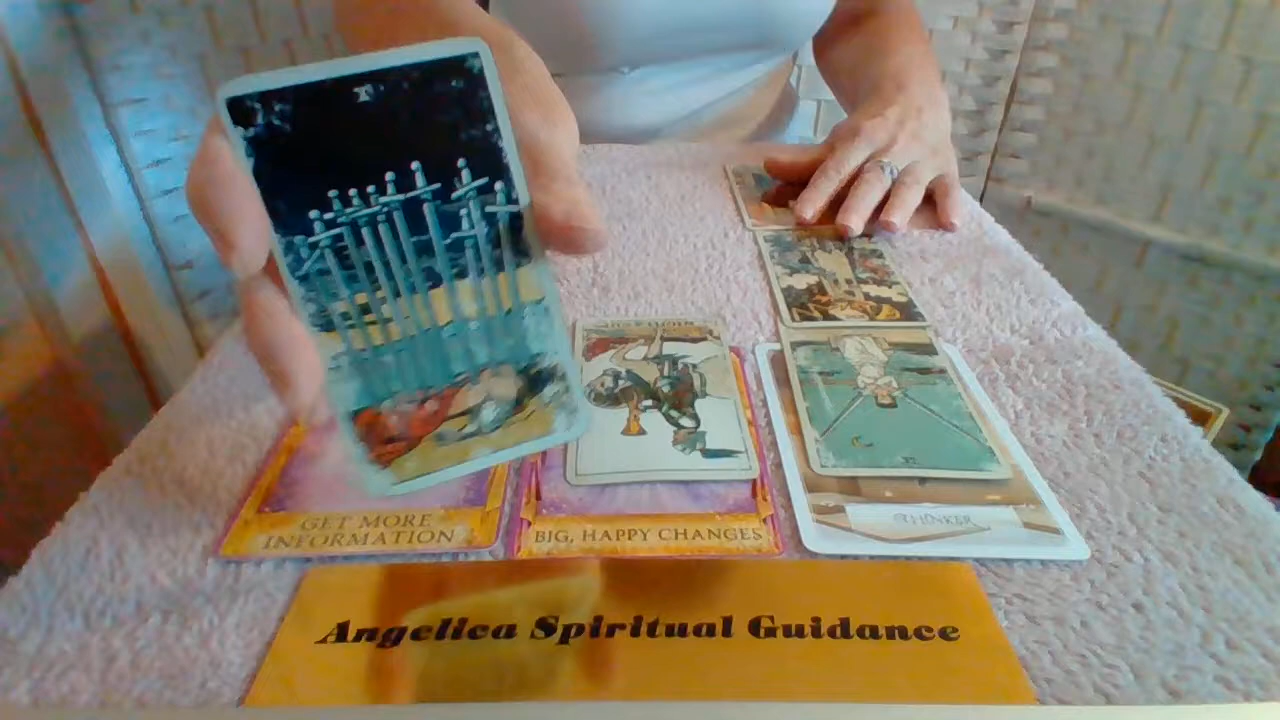 X
GET MORE
INFORMATION
BIG, HAPPY CHANGES
THINKER
Angelica Spiritual Guidance